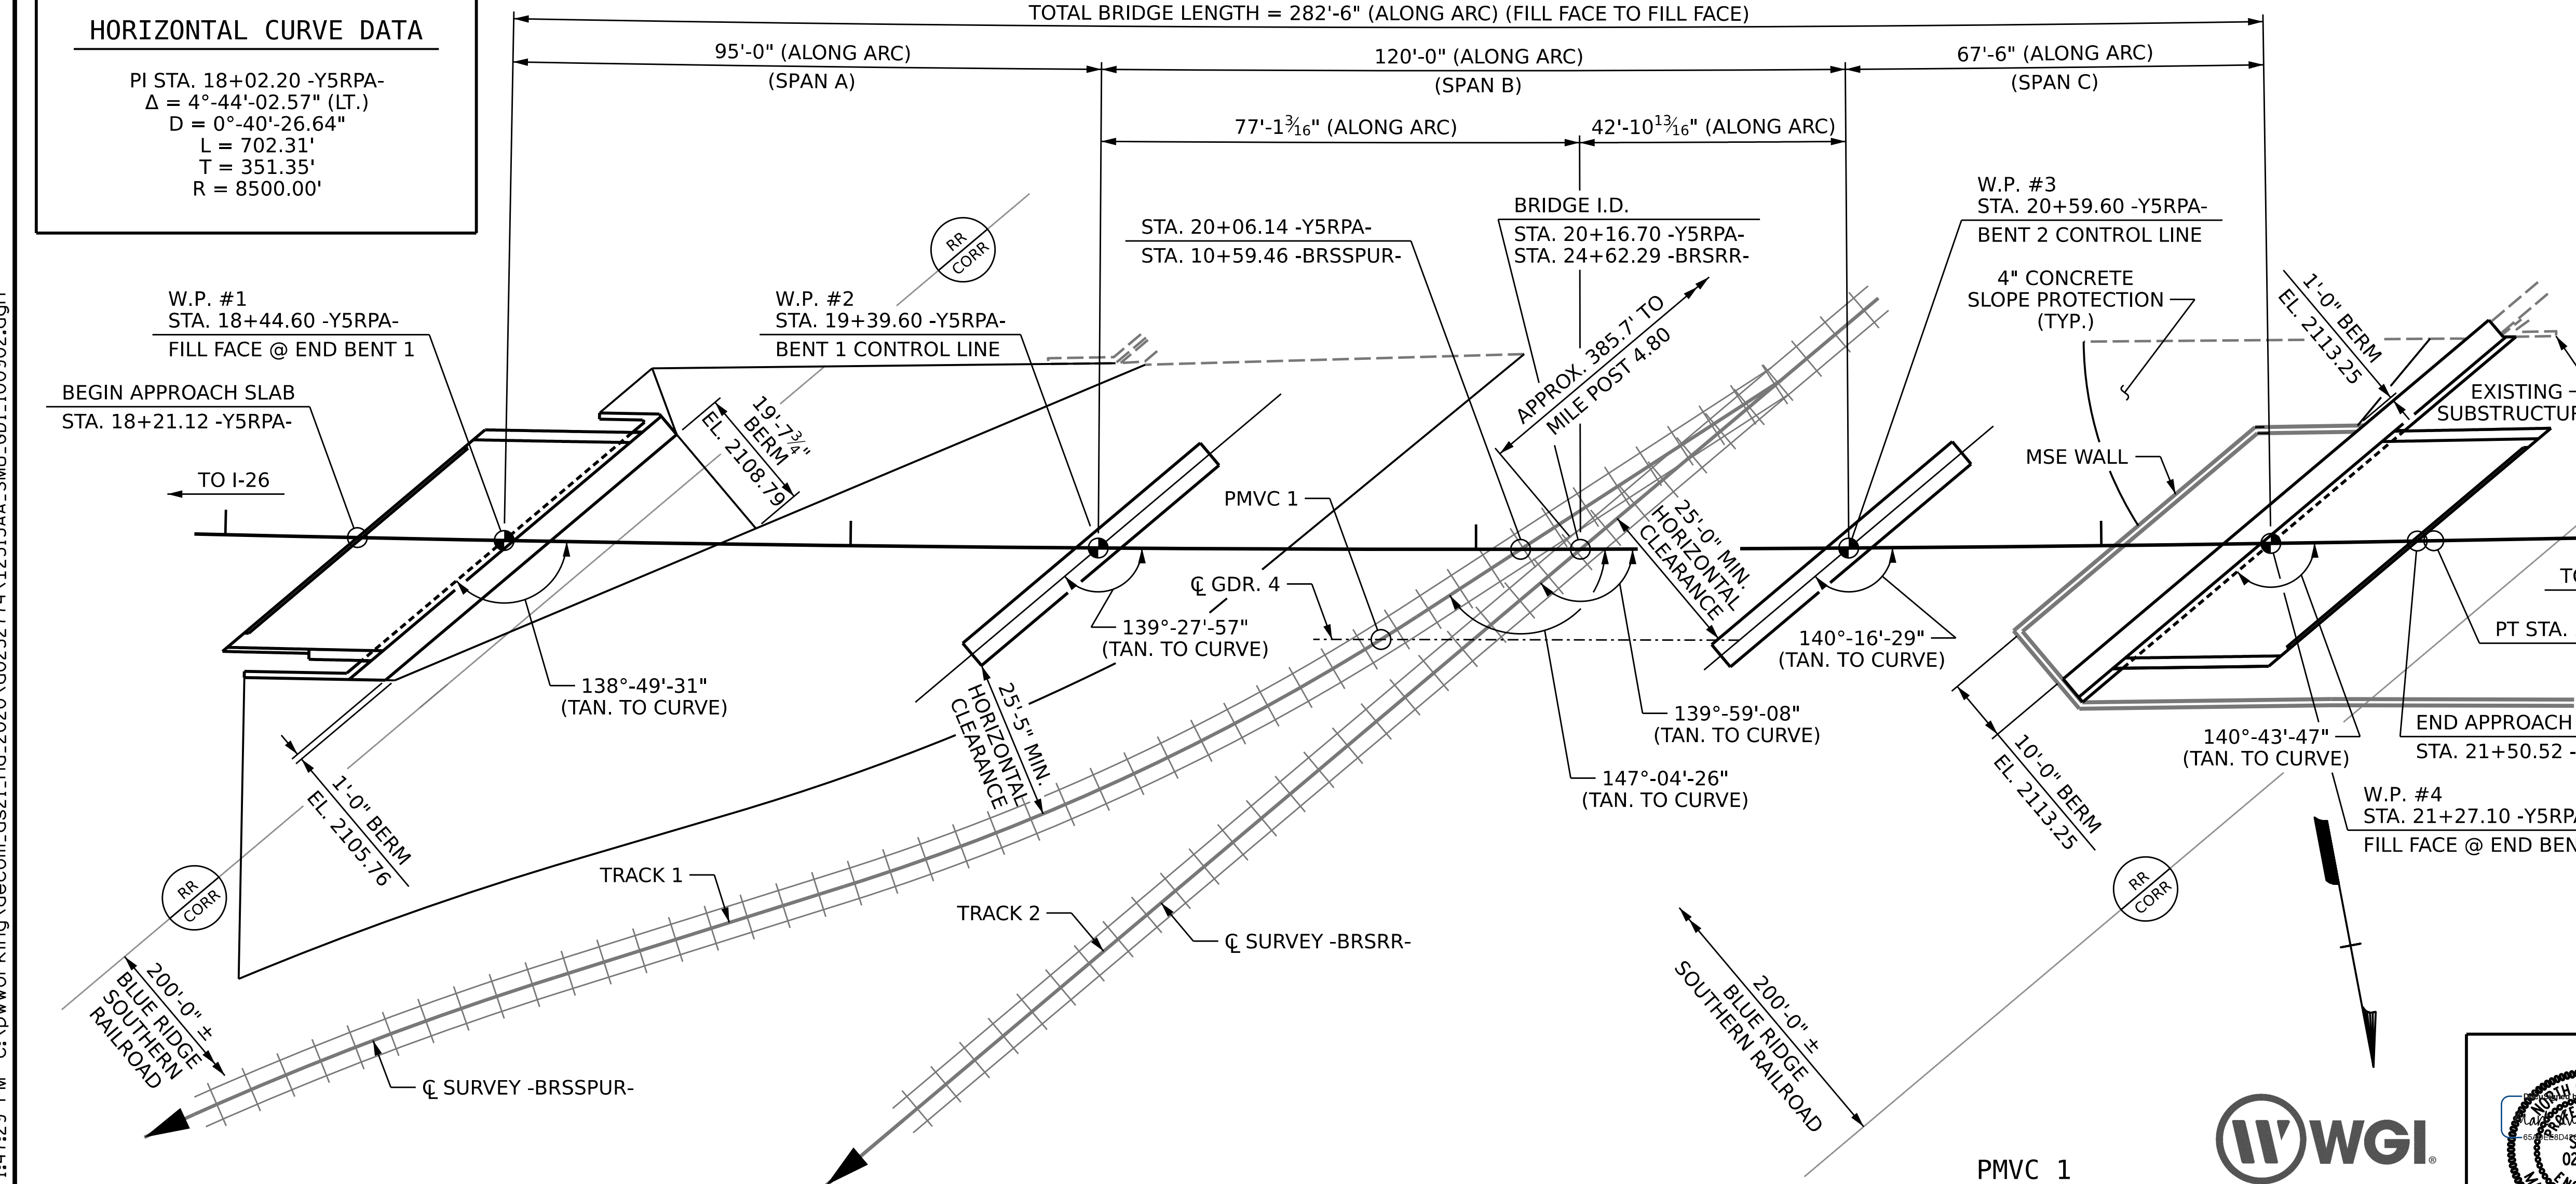 HORIZONTAL CURVE DATA
PI STA. 18+02.20 -Y5RPA-
Δ = 4°-44'-02.57" (LT.)
D = 0°-40'-26.64"
L = 702.31'
T = 351.35'
R = 8500.00'
TOTAL BRIDGE LENGTH = 282'-6" (ALONG ARC) (FILL FACE TO FILL FACE)
95'-0" (ALONG ARC)
(SPAN A)
120'-0" (ALONG ARC)
(SPAN B)
67'-6" (ALONG ARC)
(SPAN C)
77'-1 3/16" (ALONG ARC)
42'-10 13/16" (ALONG ARC)
RR
CORR
STA. 20+06.14 -Y5RPA-
STA. 10+59.46 -BRSSPUR-
BRIDGE I.D.
STA. 20+16.70 -Y5RPA-
STA. 24+62.29 -BRSRR-
W.P. #3
STA. 20+59.60 -Y5RPA-
BENT 2 CONTROL LINE
4" CONCRETE
SLOPE PROTECTION
(TYP.)
1'-0" BERM
EL. 2113.25
W.P. #1
STA. 18+44.60 -Y5RPA-
FILL FACE @ END BENT 1
W.P. #2
STA. 19+39.60 -Y5RPA-
BENT 1 CONTROL LINE
APPROX. 385.7' TO
MILE POST 4.80
BEGIN APPROACH SLAB
STA. 18+21.12 -Y5RPA-
19'-7 3/4"
BERM
EL. 2108.79
EXISTING
MSE WALL
TO I-26
PMVC 1
25'-0" MIN.
HORIZONTAL
CLEARANCE
℄ GDR. 4
139°-27'-57"
(TAN. TO CURVE)
140°-16'-29"
(TAN. TO CURVE)
PT STA.
138°-49'-31"
(TAN. TO CURVE)
25'-5" MIN.
HORIZONTAL
CLEARANCE
139°-59'-08"
(TAN. TO CURVE)
147°-04'-26"
(TAN. TO CURVE)
140°-43'-47"
(TAN. TO CURVE)
END APPROACH
STA. 21+50.52 -
10'-0" BERM
EL. 2113.25
W.P. #4
STA. 21+27.10 -Y5RPA
FILL FACE @ END BEN
1'-0" BERM
EL. 2105.76
TRACK 1
TRACK 2
℄ SURVEY -BRSRR-
RR
CORR
RR
CORR
200'-0" ±
BLUE RIDGE
SOUTHERN
RAILROAD
200'-0" ±
BLUE RIDGE
SOUTHERN RAILROAD
℄ SURVEY -BRSSPUR-
PMVC 1
WGI®
NORTH